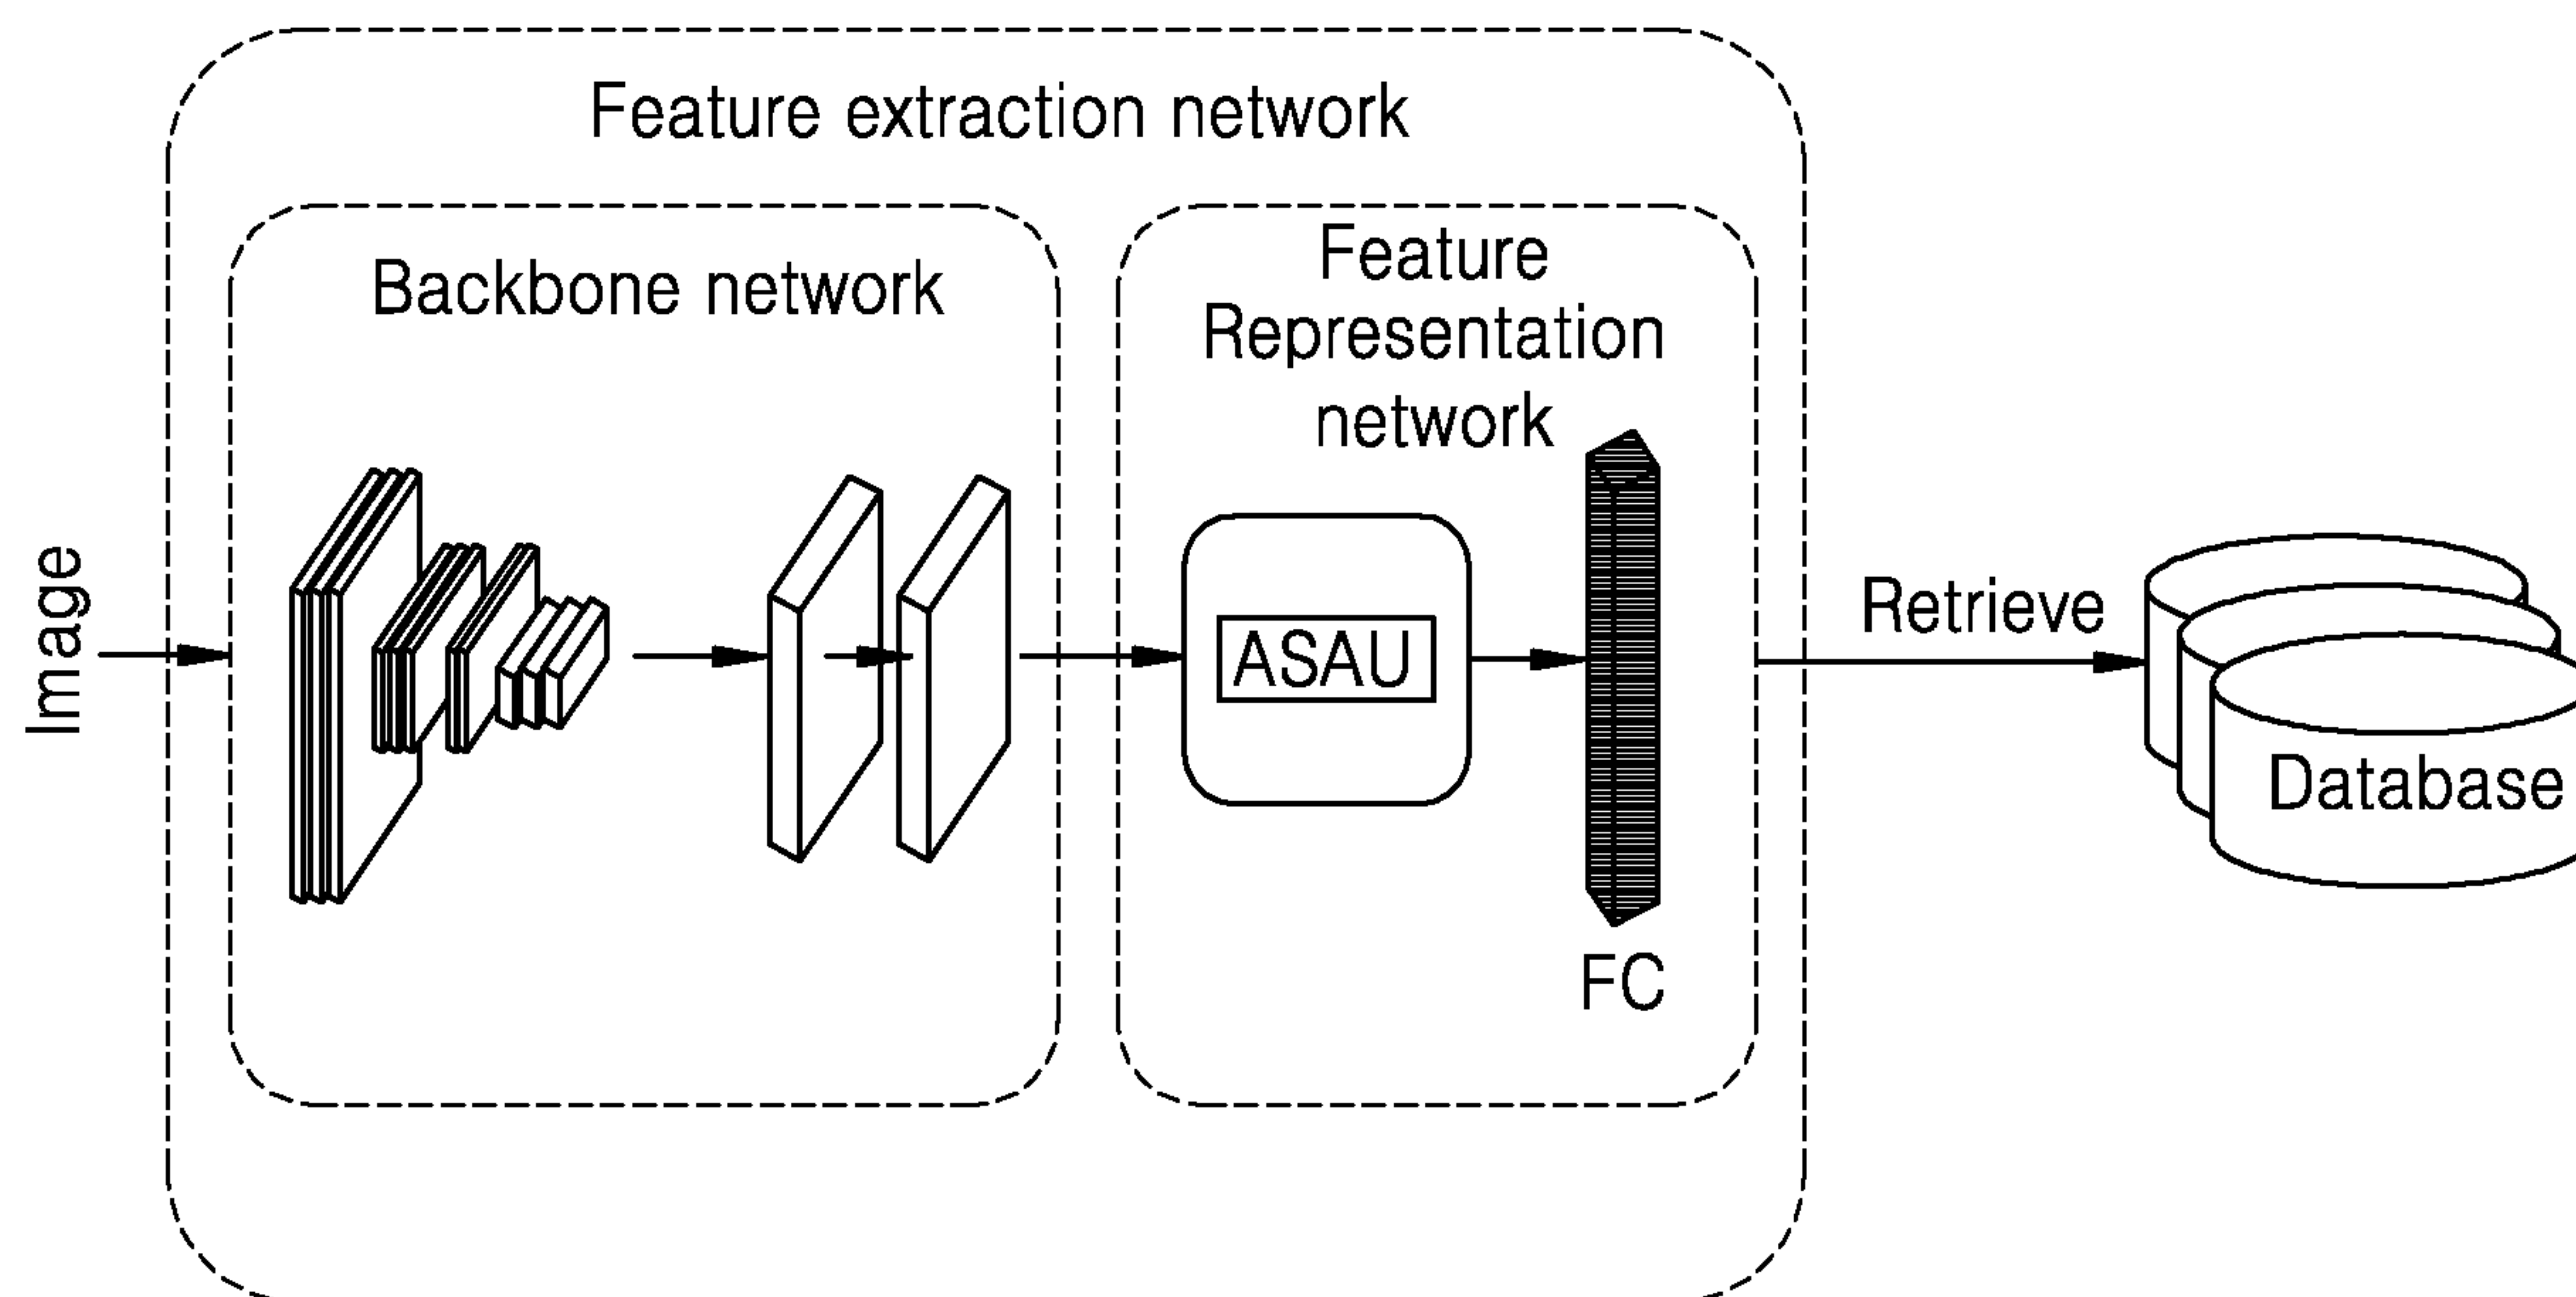 Feature extraction network
Backbone network
Feature
Representation
network
Image
ASAU
FC
Retrieve
Database